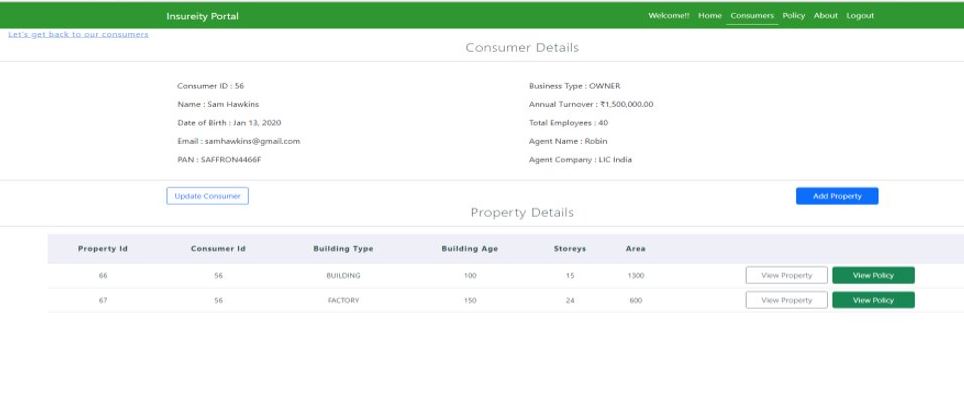 Insureity Portal Welcome!! Home Consumers Policy About Logout
Let's get back to our consumers
Consumer Details
Consumer ID : 56 Business Type : OWNER
Name : Sam Hawkins Annual Turnover : ₹1,500,000.00
Date of Birth : Jan 13, 2020 Total Employees : 40
Email : samhawkins@gmail.com Agent Name : Robin
PAN : SAFFRON4466F Agent Company : LIC India
Update Consumer Add Property
Property Details
Property Id Consumer Id Building Type Building Age Storeys Area
66 56 BUILDING 100 15 1300 View Property View Policy
67 56 FACTORY 150 24 600 View Property View Policy